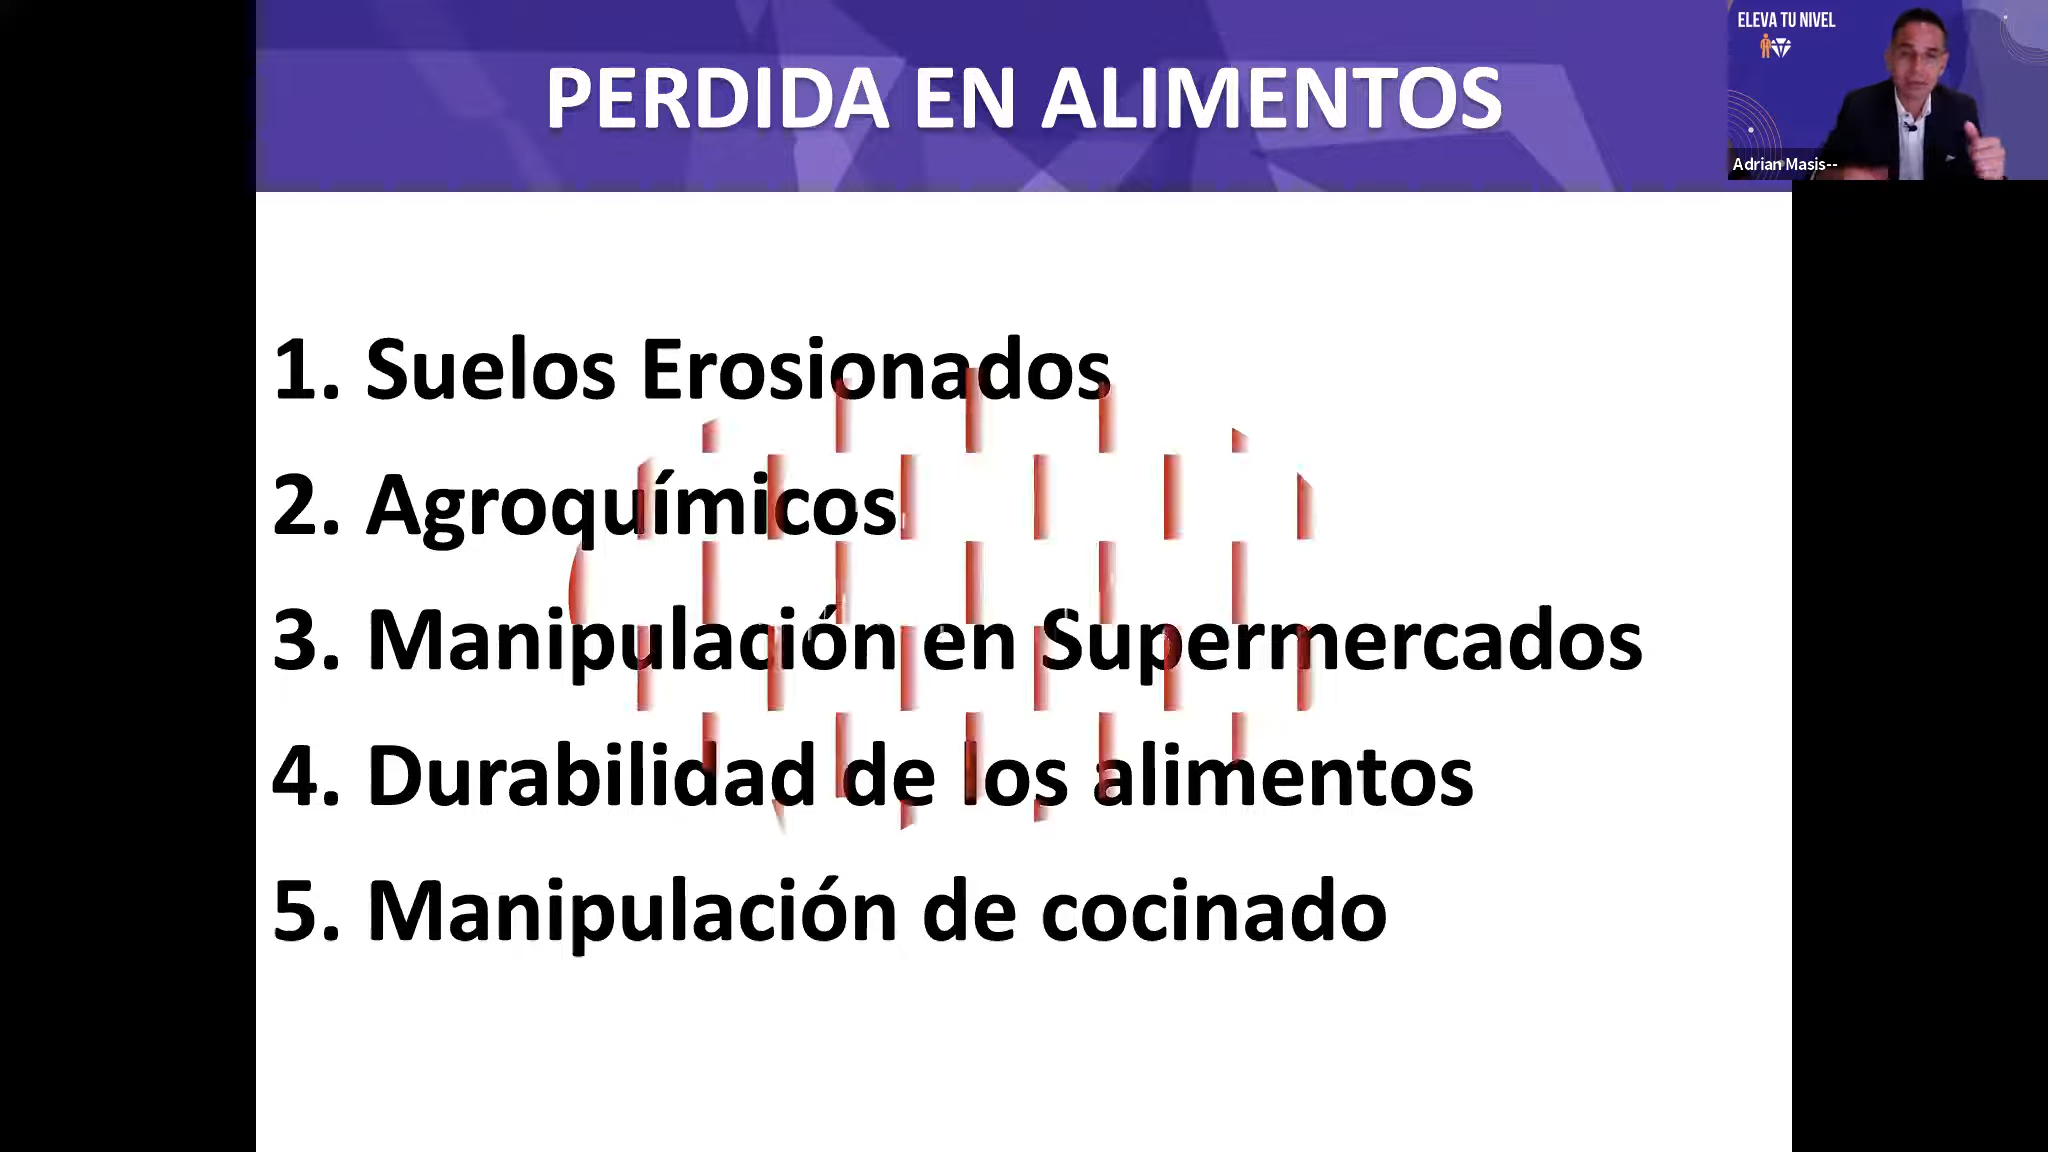 PERDIDA EN ALIMENTOS
ELEVA TU NIVEL
Adrian Masis--
1. Suelos Erosionados
2. Agroquímicos
3. Manipulación en Supermercados
4. Durabilidad de los alimentos
5. Manipulación de cocinado